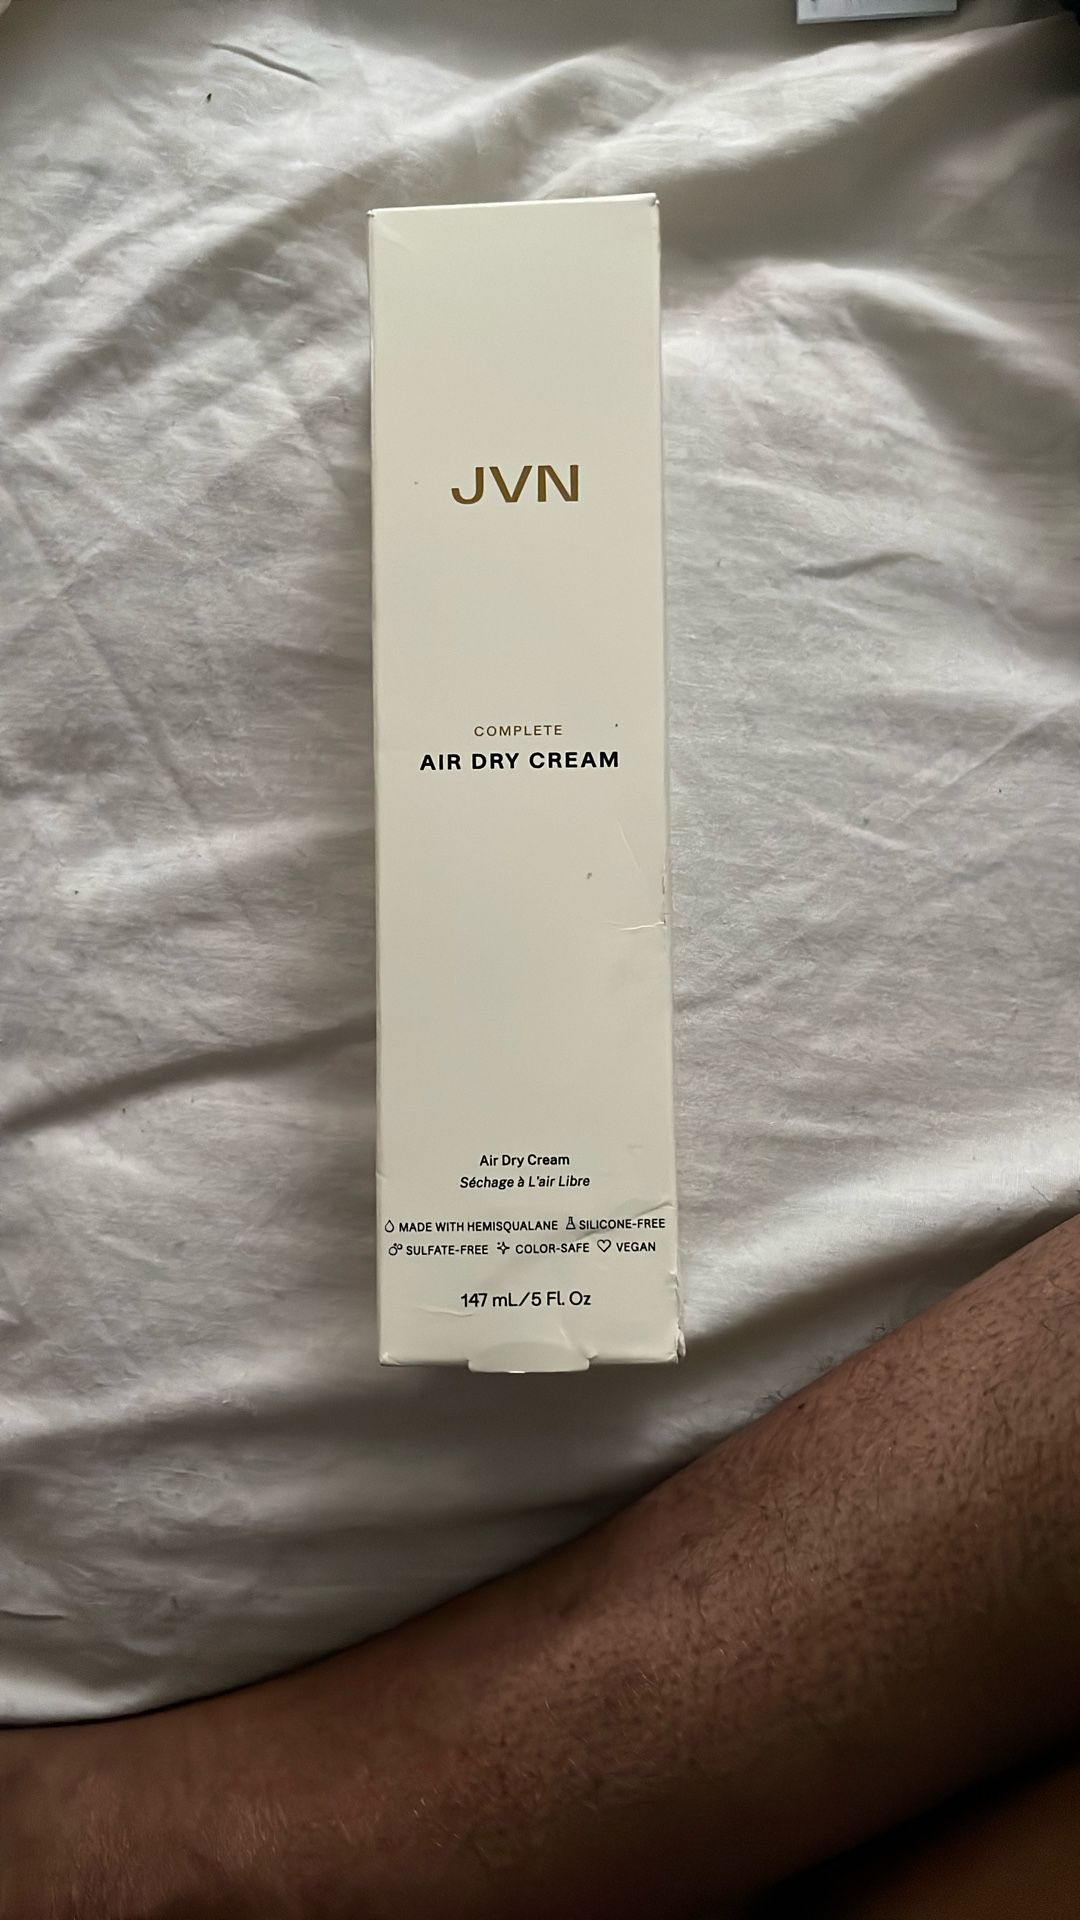 JVN
COMPLETE
AIR DRY CREAM
Air Dry Cream
Séchage à L'air Libre
MADE WITH HEMISQUALANE SILICONE-FREE
SULFATE-FREE COLOR-SAFE VEGAN
147 mL/5 Fl. Oz